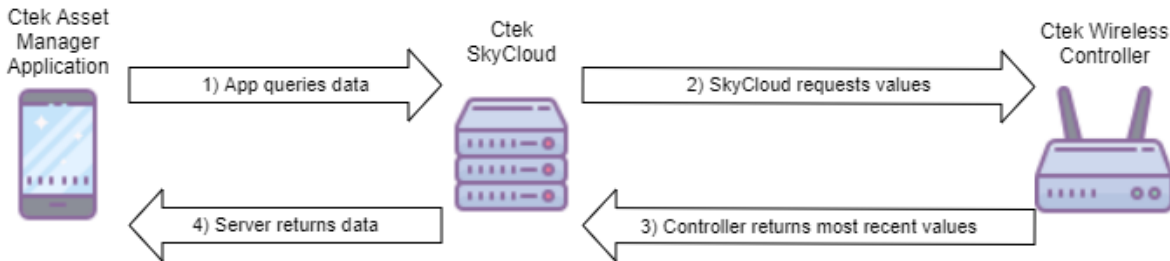 Ctek Asset
Manager
Application
Ctek
SkyCloud
Ctek Wireless
Controller
1) App queries data
2) SkyCloud requests values
4) Server returns data
3) Controller returns most recent values